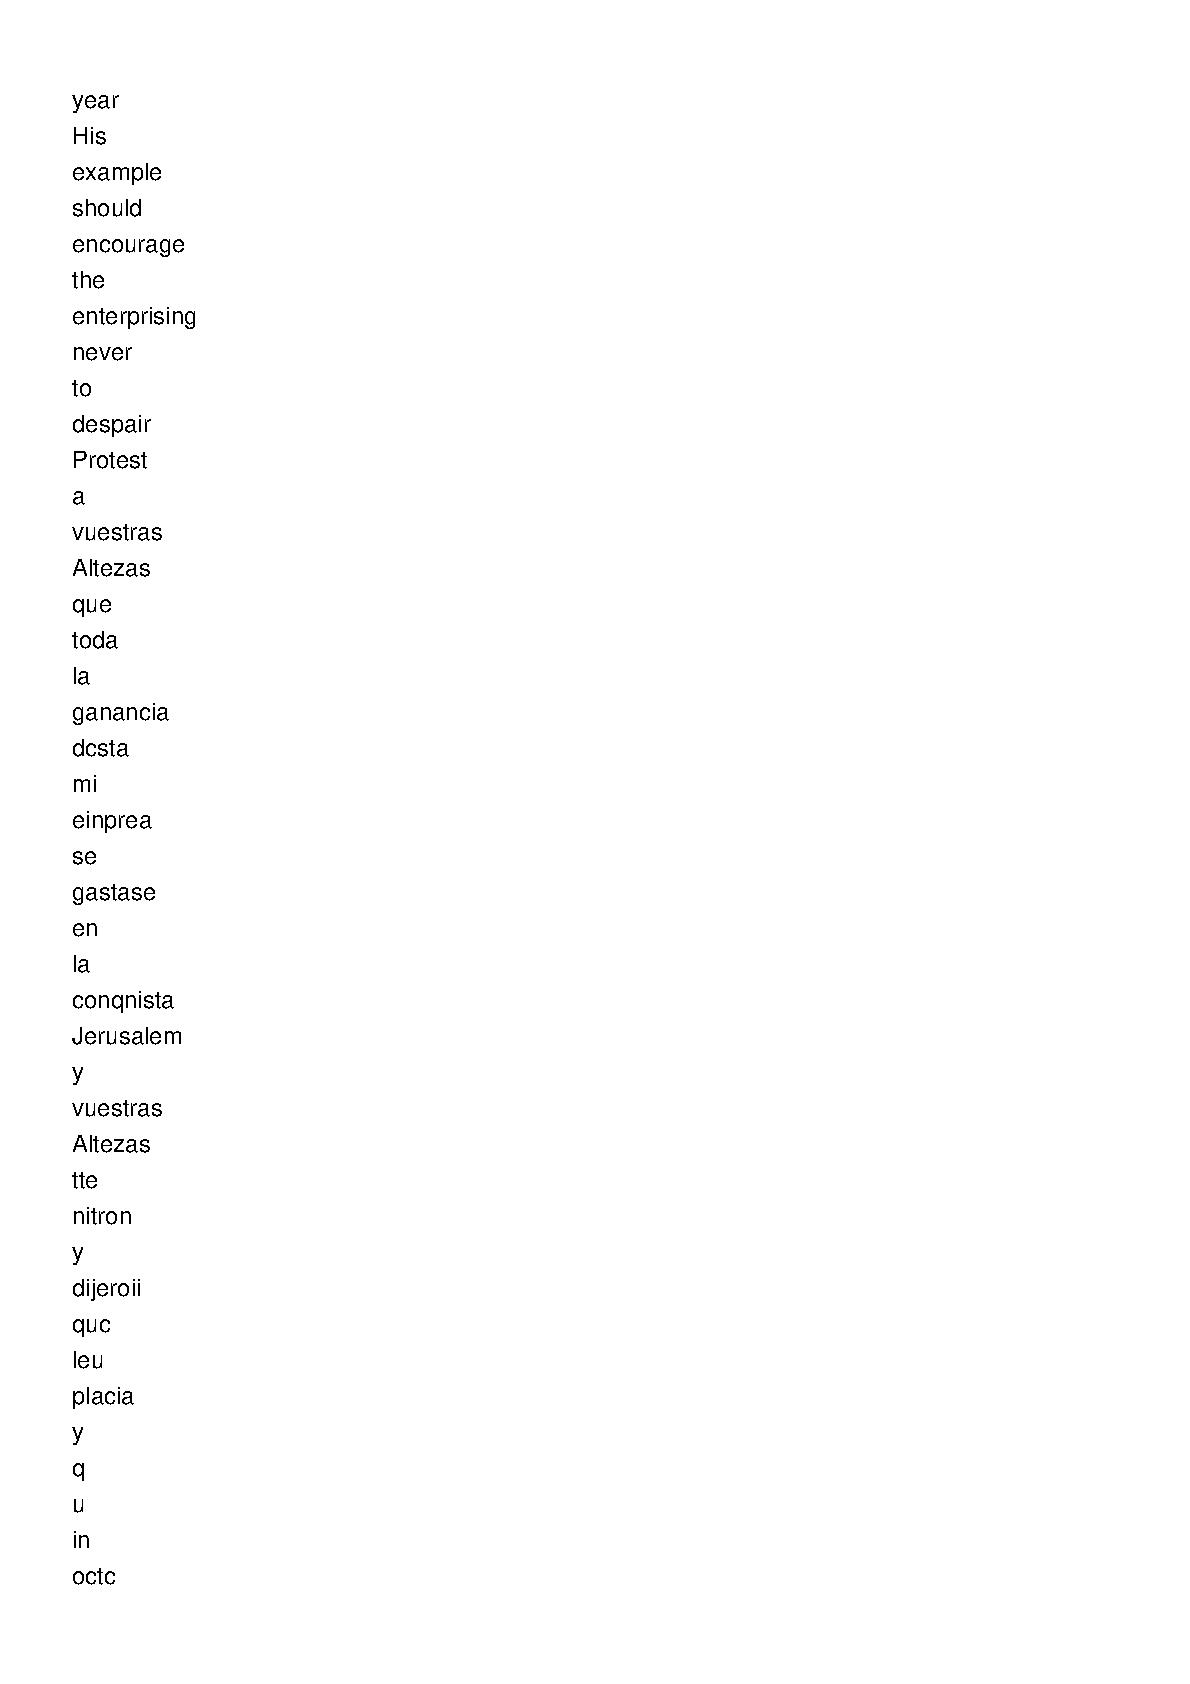 year
His
example
should
encourage
the
enterprising
never
to
despair
Protest
a
vuestras
Altezas
que
toda
la
ganancia
dcsta
mi
einprea
se
gastase
en
la
conqnista
Jerusalem
y
vuestras
Altezas
tte
nitron
y
dijeroii
quc
leu
placia
y
q
u
in
octc